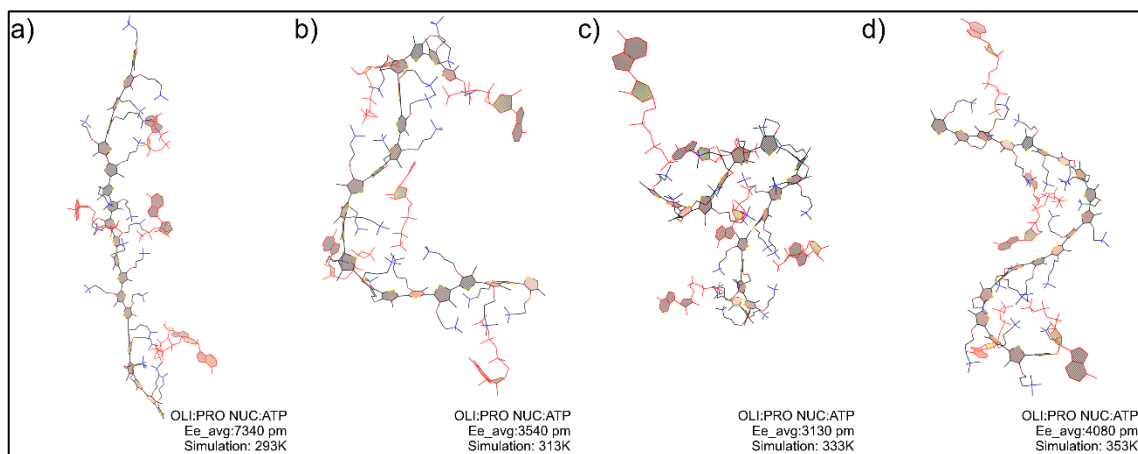 a)
b)
c)
d)
OLI:PRO NUC:ATP
Ee_avg:7340 pm
Simulation: 293K
OLI:PRO NUC:ATP
Ee_avg:3540 pm
Simulation: 313K
OLI:PRO NUC:ATP
Ee_avg:3130 pm
Simulation: 333K
OLI:PRO NUC:ATP
Ee_avg:4080 pm
Simulation: 353K